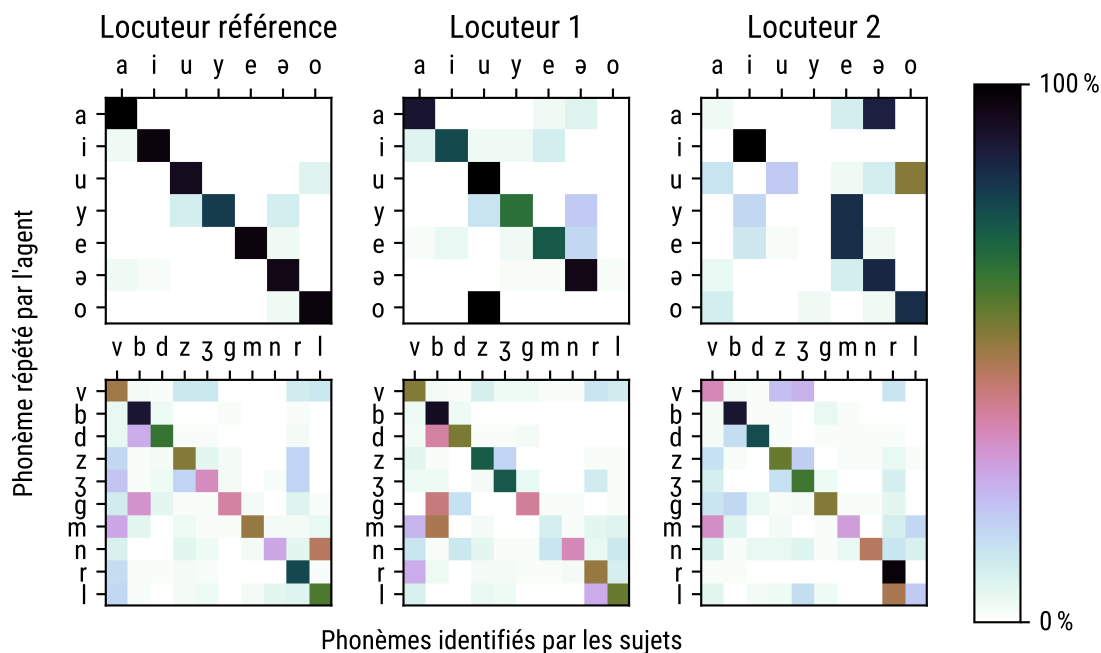 Locuteur référence Locuteur 1 Locuteur 2
a i u y e ə o a i u y e ə o a i u y e ə o
100 %
a a a
i i i
u u u
y y y
e e e
ə ə ə
o o o
v b d z ʒ g m n r l v b d z ʒ g m n r l v b d z ʒ g m n r l
v v v
b b b
d d d
z z z
ʒ ʒ ʒ
g g g
m m m
n n n
r r r
l l l
0 %
Phonème répété par l'agent
Phonèmes identifiés par les sujets